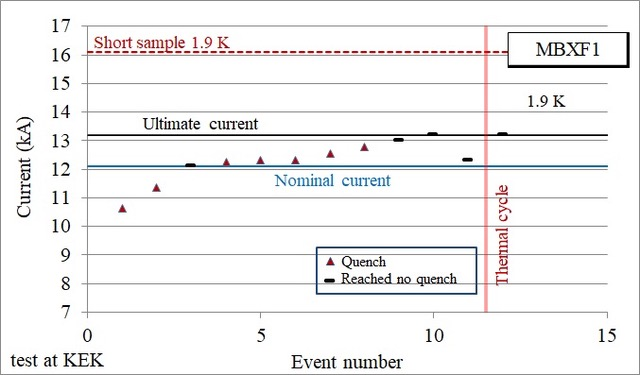 17
Short sample 1.9 K
MBXF1
16
15
14
1.9 K
Ultimate current
13
12
Nominal current
11
10
9
8
7
Current (kA)
Quench
Reached no quench
Thermal cycle
0
5
10
15
test at KEK
Event number